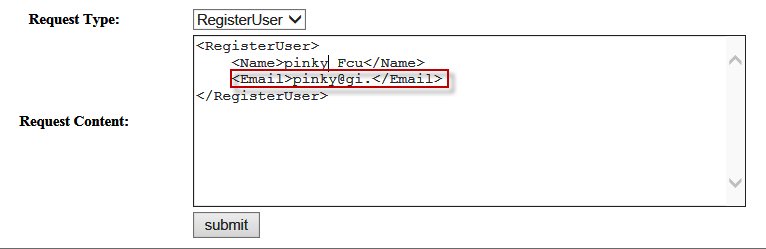 Request Type: RegisterUser
<RegisterUser>
<Name>pinky Fcu</Name>
<Email>pinky@gi.</Email>
</RegisterUser>
Request Content:
submit